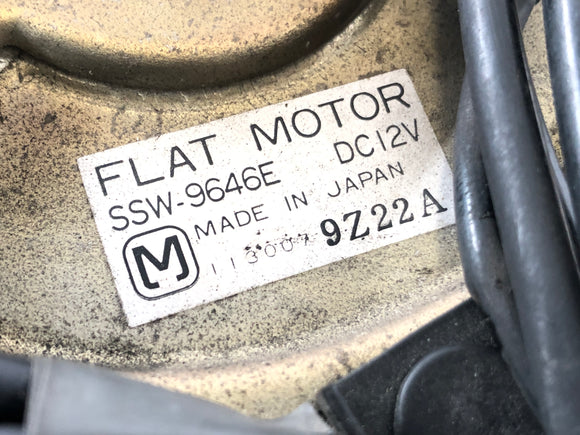 FLAT MOTOR
SSW-9646E DC12V
MADE IN JAPAN
M 9Z22A